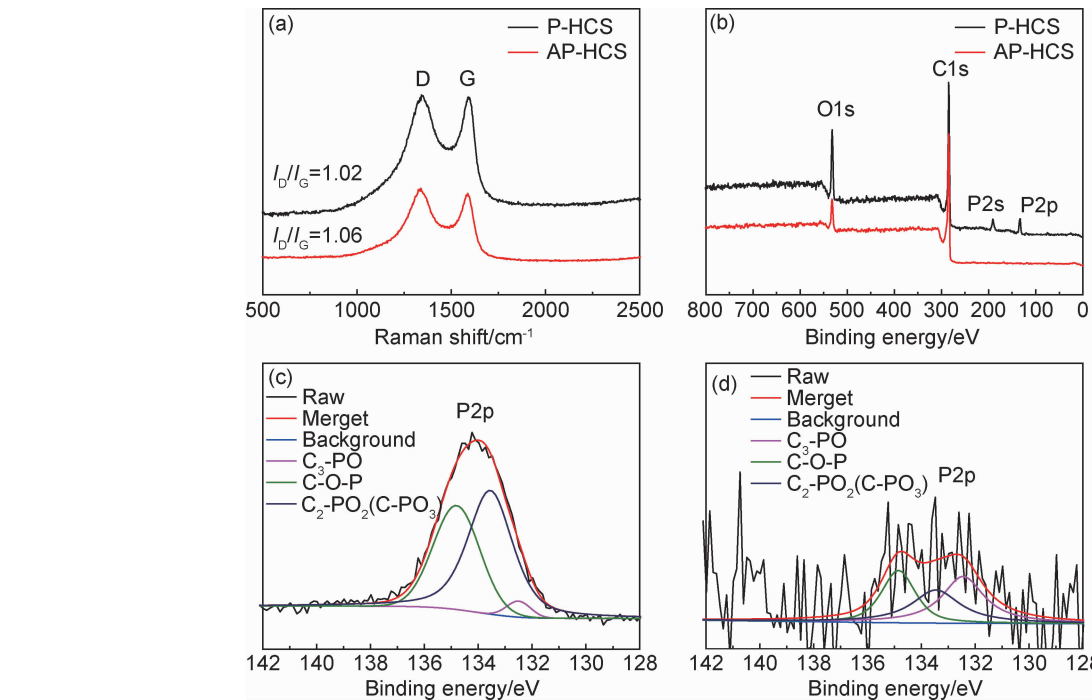 (a)
P-HCS
AP-HCS
D
G
I_D/I_G=1.02
I_D/I_G=1.06
500 1000 1500 2000 2500
Raman shift/cm⁻¹
(b)
P-HCS
AP-HCS
C1s
O1s
P2s
P2p
800 700 600 500 400 300 200 100 0
Binding energy/eV
(c)
Raw
Merget
Background
C₃-PO
C-O-P
C₂-PO₂(C-PO₃)
P2p
142 140 138 136 134 132 130 128
Binding energy/eV
(d)
Raw
Merget
Background
C₃-PO
C-O-P
C₂-PO₂(C-PO₃)
P2p
142 140 138 136 134 132 130 128
Binding energy/eV